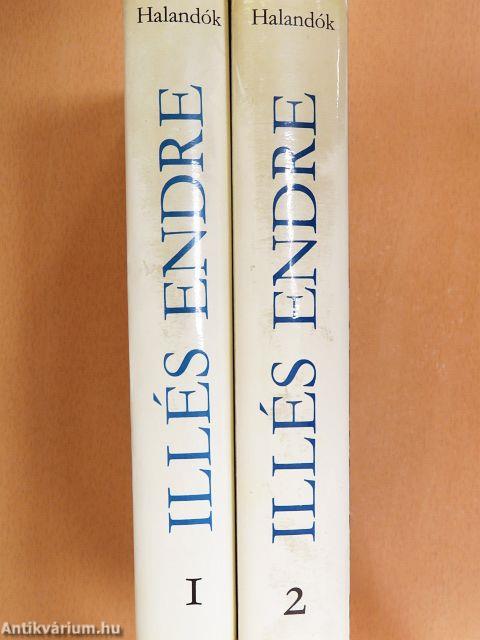 Halandók
ILLÉS ENDRE
I
Halandók
ILLÉS ENDRE
2
Antikvárium.hu